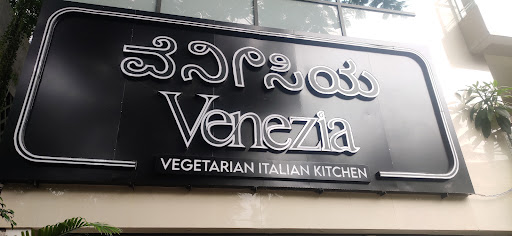 ವೆನೀಸಿಯ
Venezia
VEGETARIAN ITALIAN KITCHEN